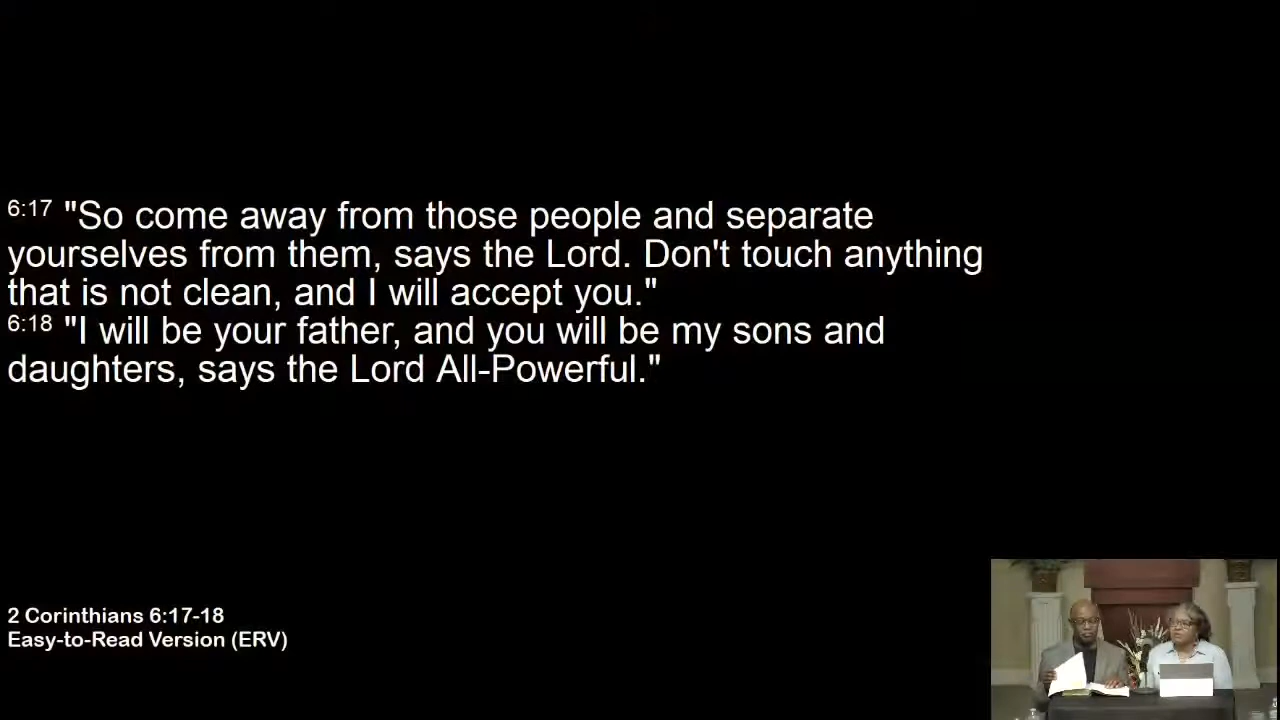 6:17 "So come away from those people and separate
yourselves from them, says the Lord. Don't touch anything
that is not clean, and I will accept you."
6:18 "I will be your father, and you will be my sons and
daughters, says the Lord All-Powerful."
2 Corinthians 6:17-18
Easy-to-Read Version (ERV)